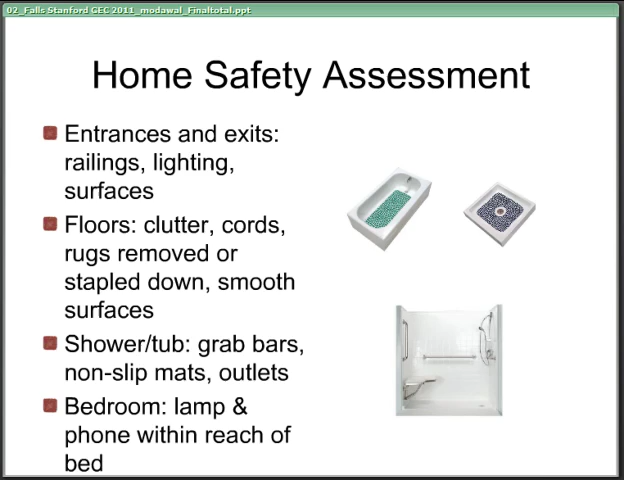 02_Falls Stanford GEC 2011_modawal_Finaltotal.ppt
Home Safety Assessment
Entrances and exits:
railings, lighting,
surfaces
Floors: clutter, cords,
rugs removed or
stapled down, smooth
surfaces
Shower/tub: grab bars,
non-slip mats, outlets
Bedroom: lamp &
phone within reach of
bed